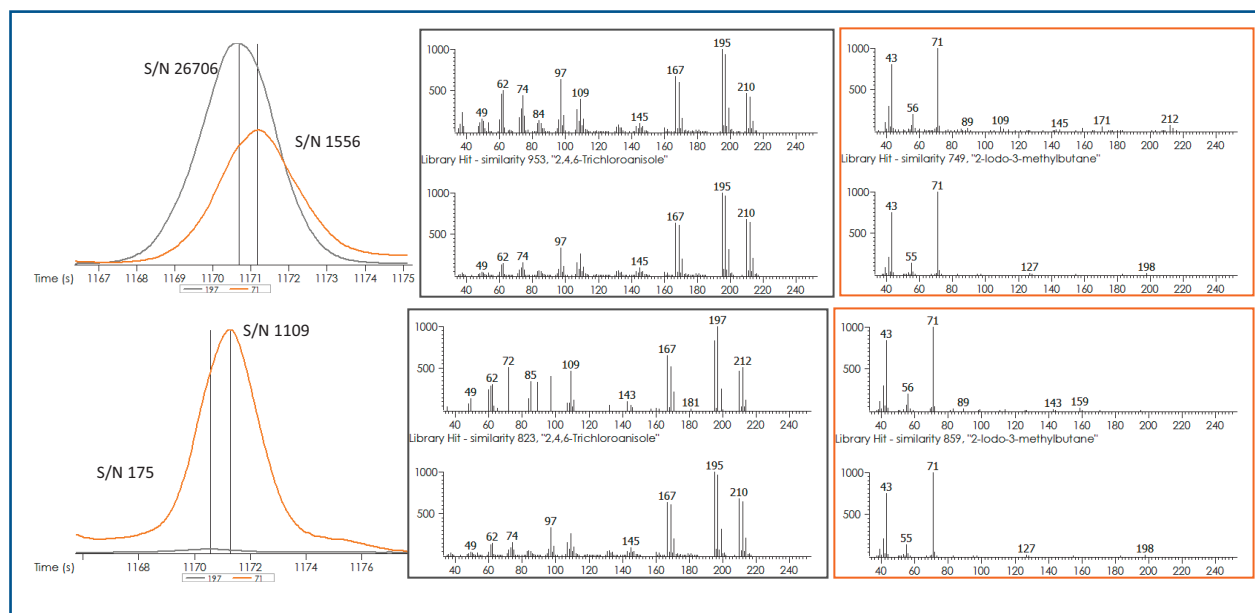 S/N 26706
S/N 1556
1167 1168 1169 1170 1171 1172 1173 1174 1175
Time (s)
197 71
1000
500
49 62 74 84 97 109 145 167 195 210
40 60 80 100 120 140 160 180 200 220 240
Library Hit - similarity 953, "2,4,6-Trichloroanisole"
1000
500
49 62 74 97 145 167 195 210
40 60 80 100 120 140 160 180 200 220 240
1000
500
43 56 71 89 109 145 171 212
40 60 80 100 120 140 160 180 200 220 240
Library Hit - similarity 749, "2-Iodo-3-methylbutane"
1000
500
43 55 71 127 198
40 60 80 100 120 140 160 180 200 220 240
S/N 1109
S/N 175
1168 1170 1172 1174 1176
Time (s)
197 71
1000
500
49 62 72 85 109 143 167 181 197 212
40 60 80 100 120 140 160 180 200 220 240
Library Hit - similarity 823, "2,4,6-Trichloroanisole"
1000
500
49 62 74 97 145 167 195 210
40 60 80 100 120 140 160 180 200 220 240
1000
500
43 56 71 89 143 159
40 60 80 100 120 140 160 180 200 220 240
Library Hit - similarity 859, "2-Iodo-3-methylbutane"
1000
500
43 55 71 127 198
40 60 80 100 120 140 160 180 200 220 240